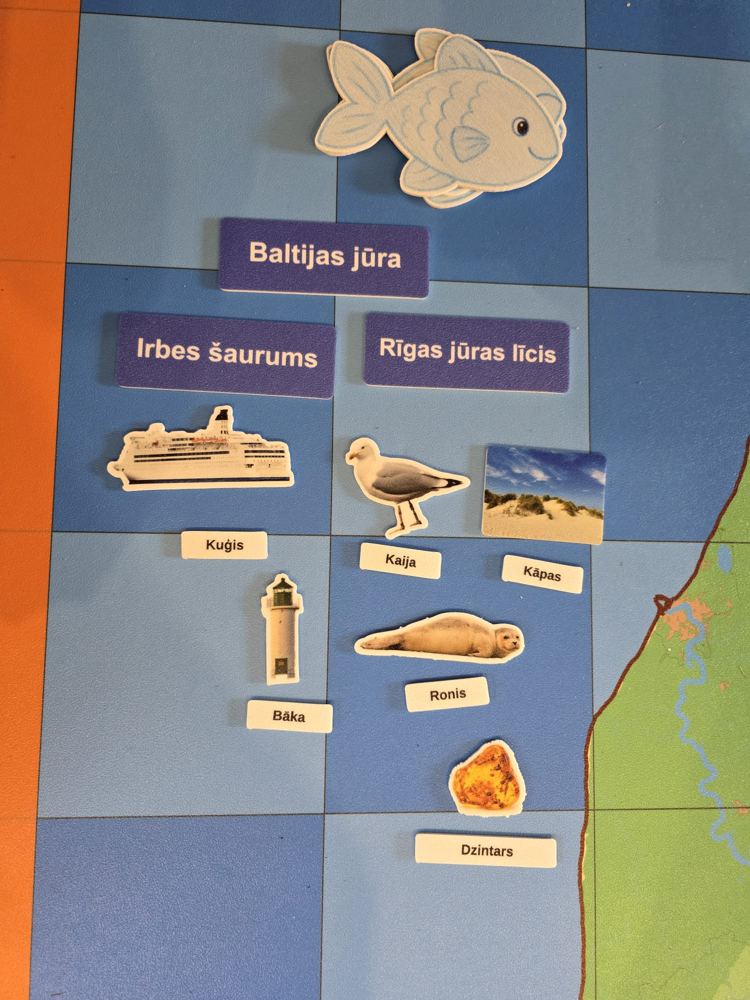 Baltijas jūra
Irbes šaurums
Rīgas jūras līcis
Kuģis
Kaija
Kāpas
Bāka
Ronis
Dzintars